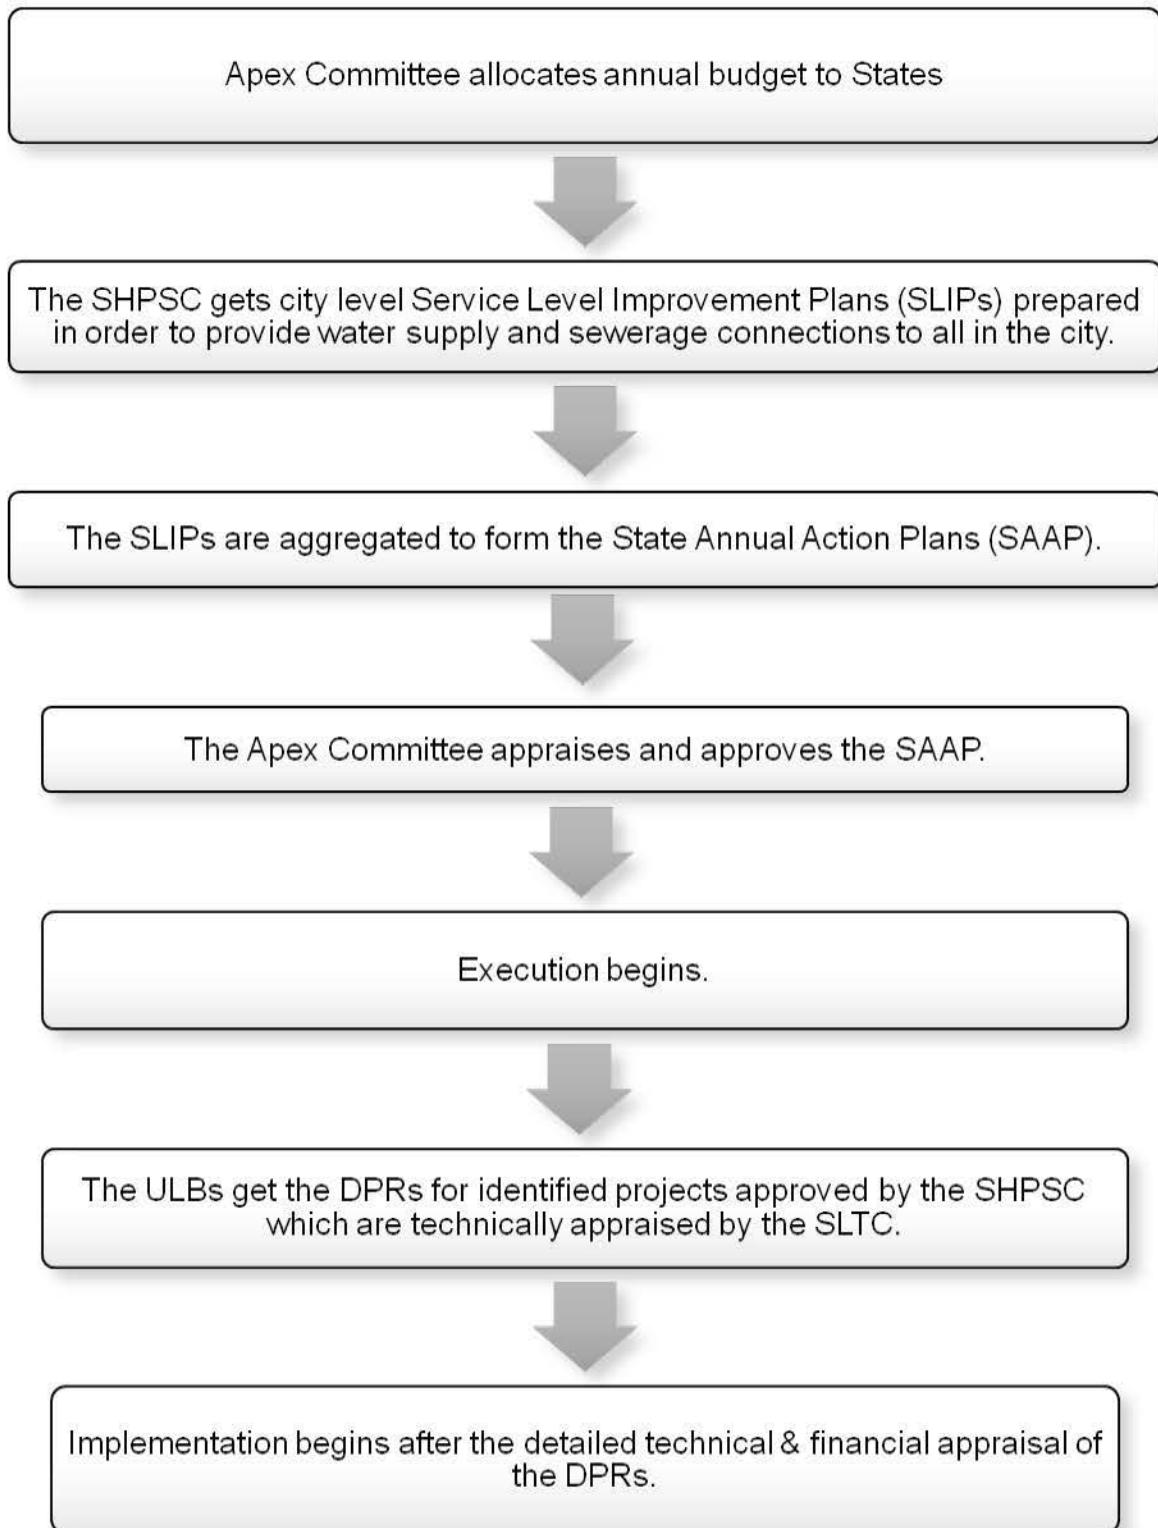 Apex Committee allocates annual budget to States
The SHPSC gets city level Service Level Improvement Plans (SLIPs) prepared
in order to provide water supply and sewerage connections to all in the city.
The SLIPs are aggregated to form the State Annual Action Plans (SAAP).
The Apex Committee appraises and approves the SAAP.
Execution begins.
The ULBs get the DPRs for identified projects approved by the SHPSC
which are technically appraised by the SLTC.
Implementation begins after the detailed technical & financial appraisal of
the DPRs.